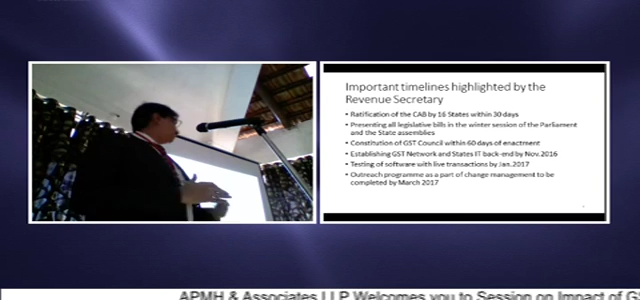 Important timelines highlighted by the
Revenue Secretary
• Ratification of the CAB by 16 States within 30 days
• Presenting all legislative bills in the winter session of the Parliament
and the State assemblies
• Constitution of GST Council within 60 days of enactment
• Establishing GST Network and States IT back-end by Nov.2016
• Testing of software with live transactions by Jan.2017
• Outreach programme as a part of change management to be
completed by March 2017
APMH & Associates LLP Welcomes you to Session on Impact of G